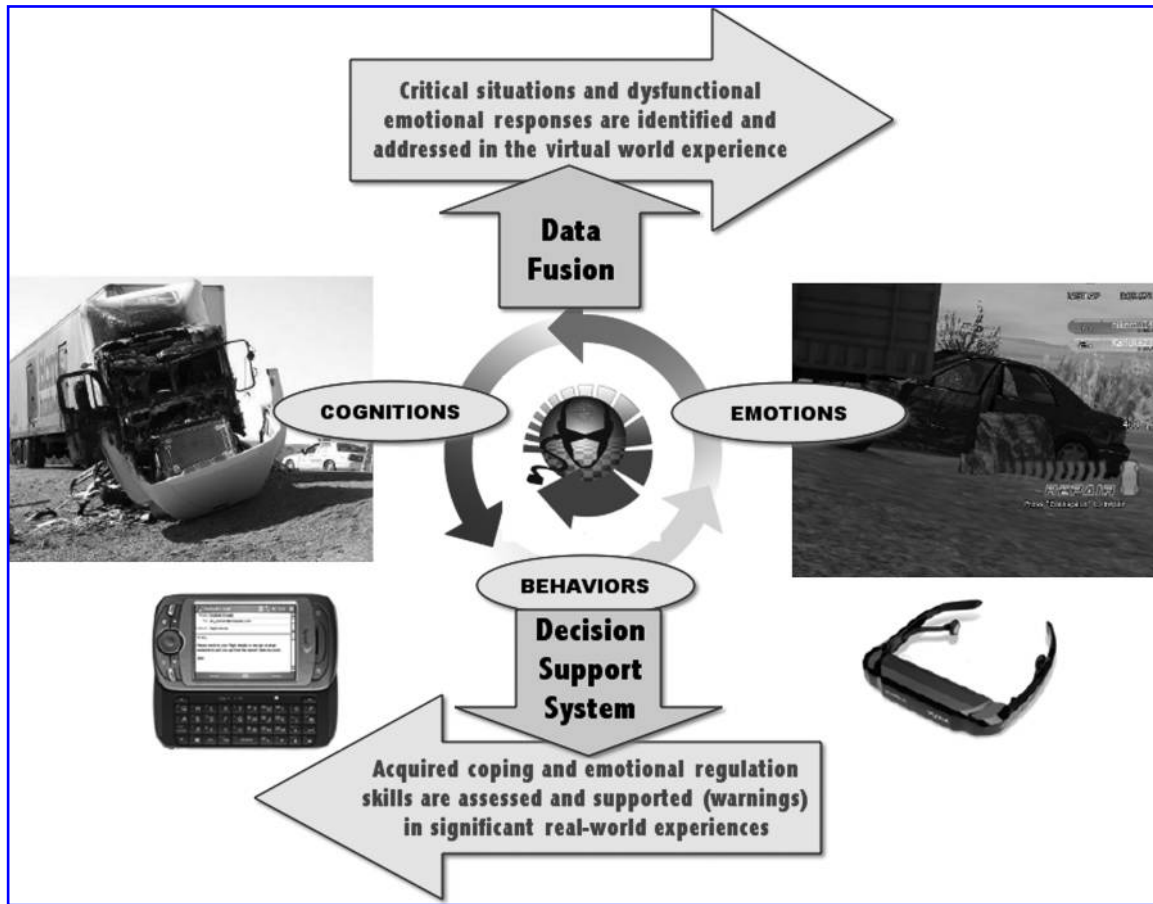 Critical situations and dysfunctional
emotional responses are identified and
addressed in the virtual world experience
Data
Fusion
COGNITIONS
EMOTIONS
REPAIR
BEHAVIORS
Decision
Support
System
Acquired coping and emotional regulation
skills are assessed and supported (warnings)
in significant real-world experiences